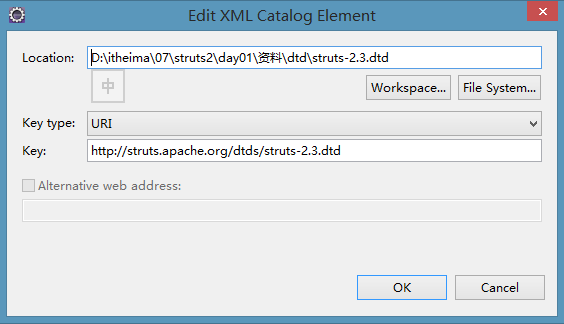 Edit XML Catalog Element
Location: D:\itheima\07\struts2\day01\资料\dtd\struts-2.3.dtd
中
Workspace... File System...
Key type: URI
Key: http://struts.apache.org/dtds/struts-2.3.dtd
Alternative web address:
OK Cancel